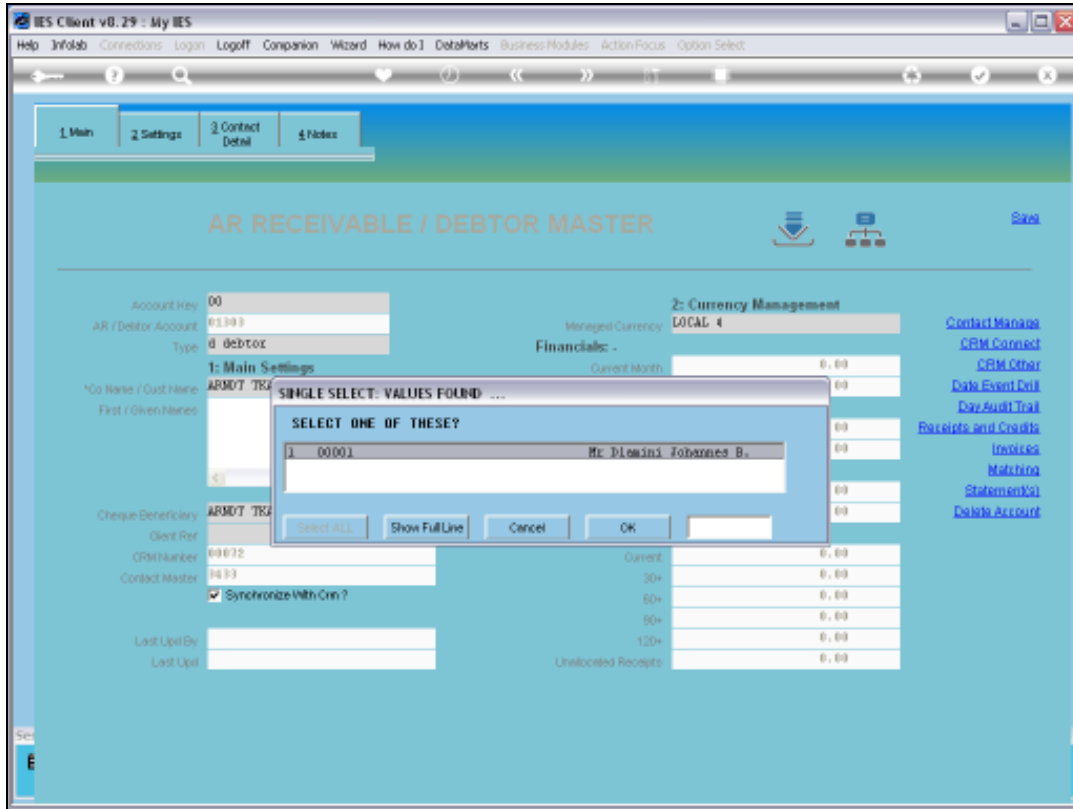 IES Client v8.29 : My IES
Help Infolab Connections Logon Logoff Companion Wizard How do I DataMarts Business Modules Action Focus Option Select
1 Main
2 Settings
3 Contact Detail
4 Notes
AR RECEIVABLE / DEBTOR MASTER
Save
Account Key 00
AR / Debtor Account 01303
Type d debtor
1: Main Settings
*Co Name / Cust Name ARNDT
First / Given Names
Cheque Beneficiary ARNDT
Client Ref
CRM Number 00072
Contact Master 3433
Synchronize With Crm ?
Last Upd By
Last Upd
2: Currency Management
Managed Currency LOCAL
Financials: -
Current Month 0.00
Current 0.00
30+ 0.00
60+ 0.00
90+ 0.00
120+ 0.00
Unallocated Receipts 0.00
Contact Manage
CRM Connect
CRM Other
Date Event Drill
Day Audit Trail
Receipts and Credits
Invoices
Matching
Statement(s)
Delete Account
SINGLE SELECT: VALUES FOUND ...
SELECT ONE OF THESE?
1 00001 Mr Dlamini Johannes B.
Select ALL
Show Full Line
Cancel
OK